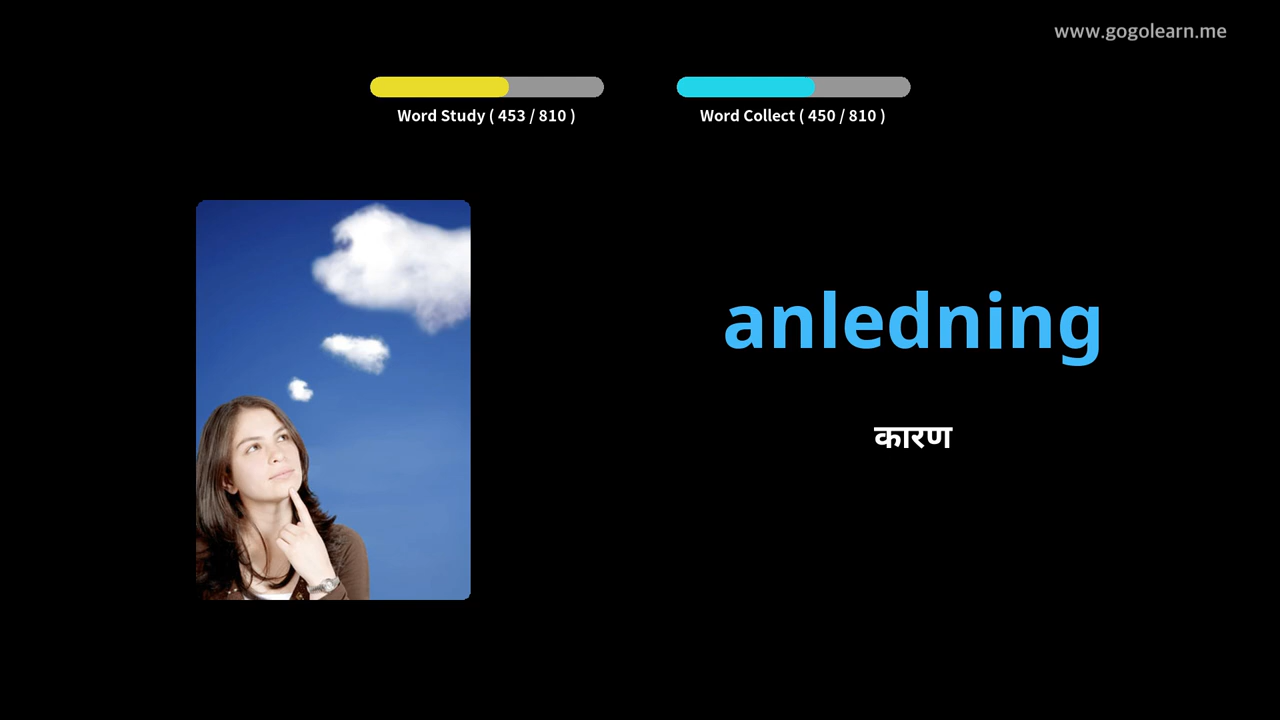 www.gogolearn.me
Word Study ( 453 / 810 )
Word Collect ( 450 / 810 )
anledning
कारण